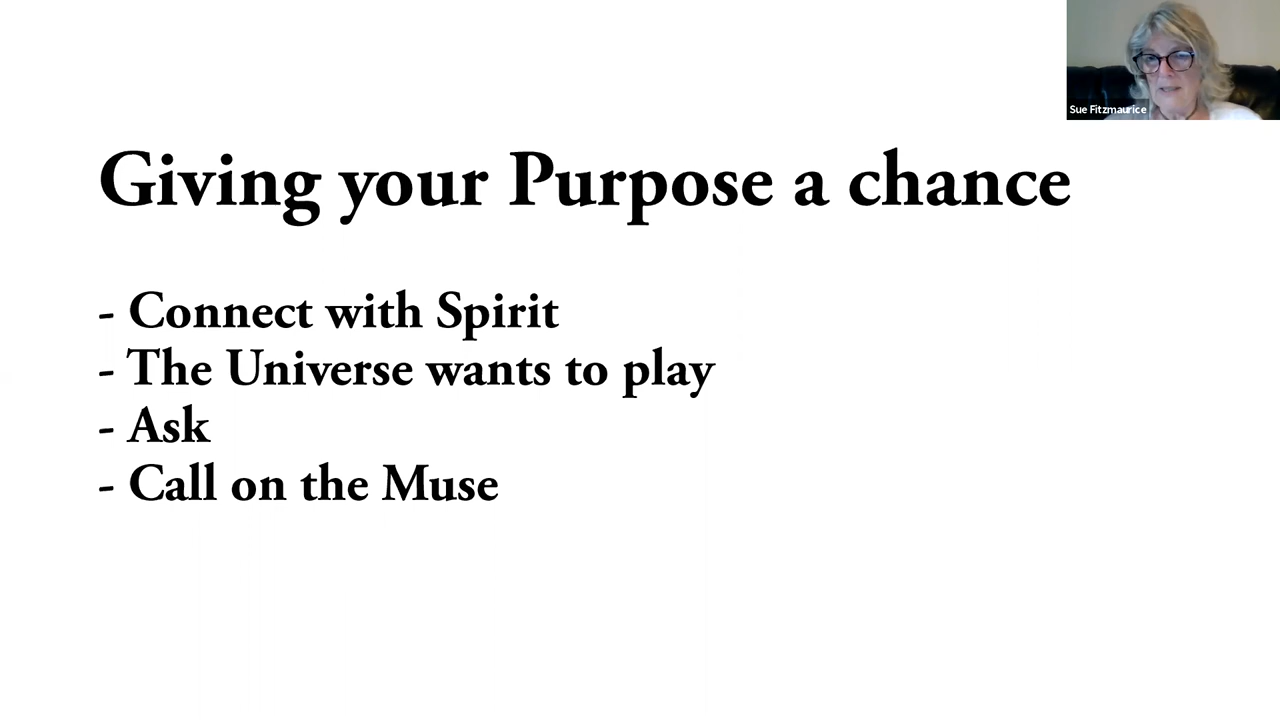 Sue Fitzmaurice
Giving your Purpose a chance
- Connect with Spirit
- The Universe wants to play
- Ask
- Call on the Muse